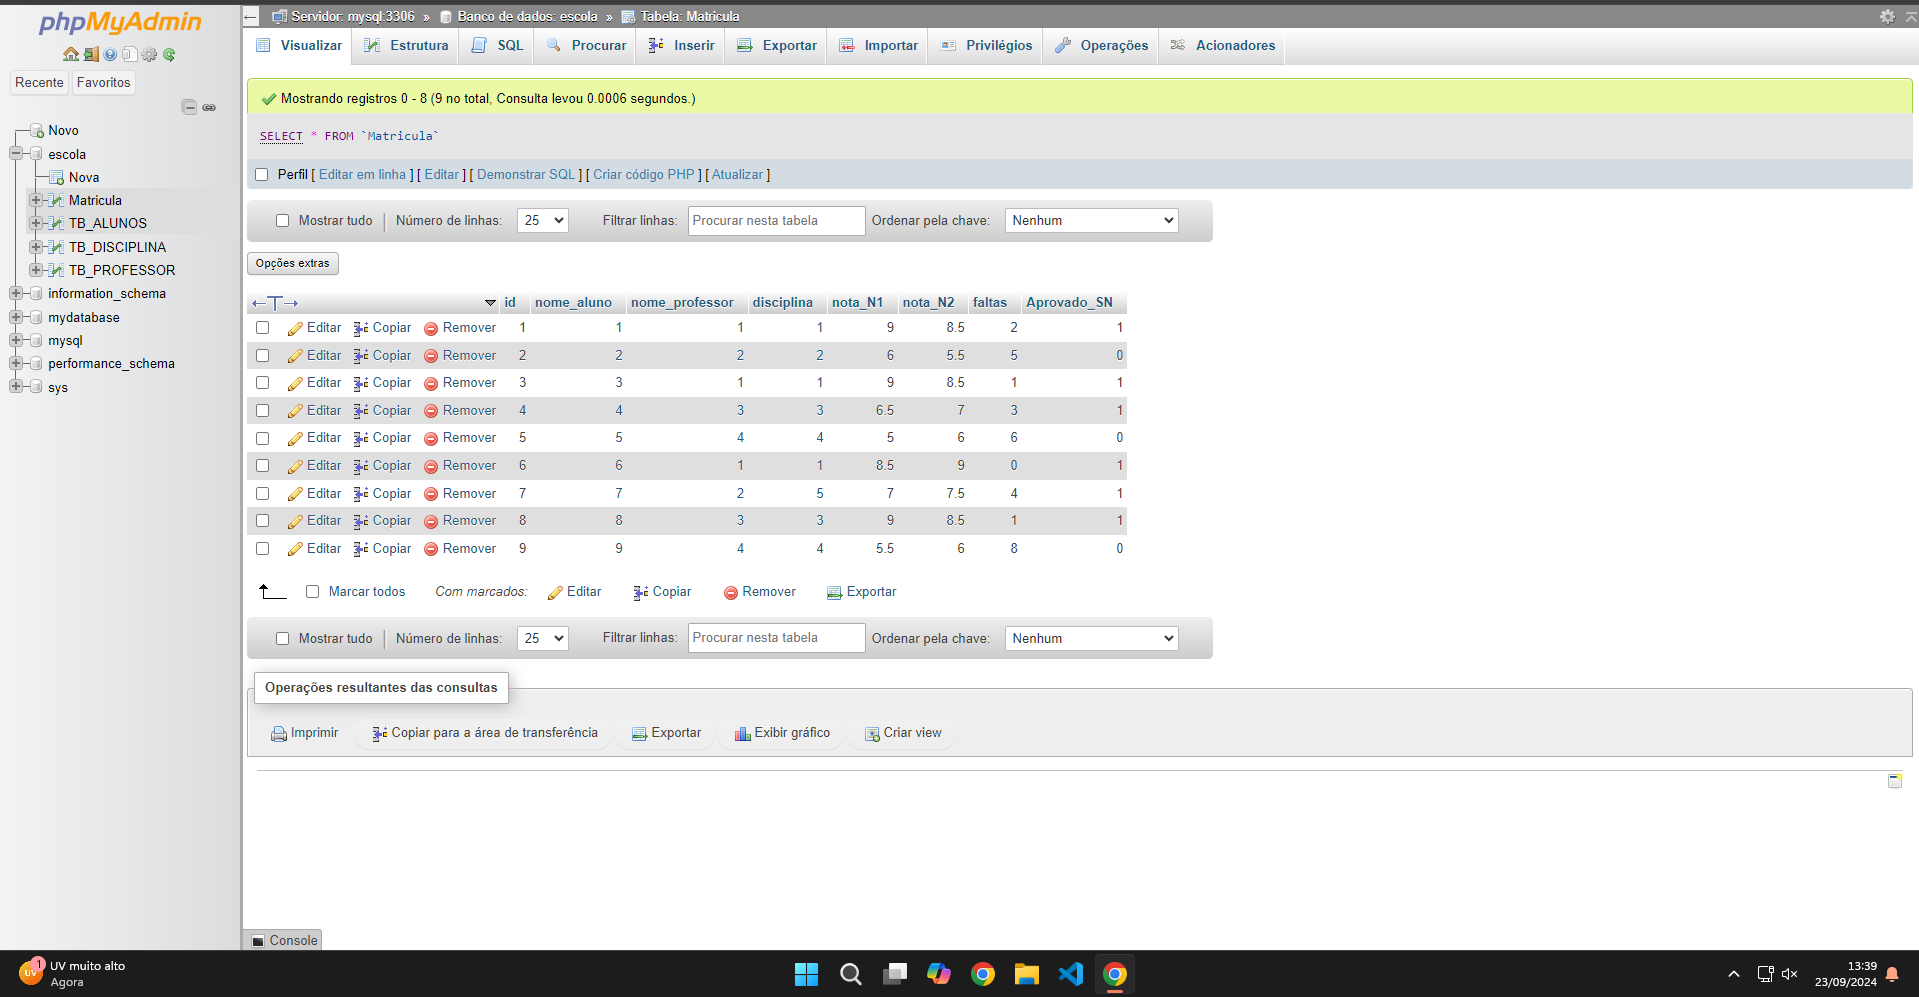 phpMyAdmin
Recente Favoritos
Novo
escola
Nova
Matricula
TB_ALUNOS
TB_DISCIPLINA
TB_PROFESSOR
information_schema
mydatabase
mysql
performance_schema
sys
Servidor: mysql:3306 » Banco de dados: escola » Tabela: Matricula
Visualizar Estrutura SQL Procurar Inserir Exportar Importar Privilégios Operações Acionadores
Mostrando registros 0 - 8 (9 no total, Consulta levou 0.0006 segundos.)
SELECT * FROM `Matricula`
Perfil [ Editar em linha ] [ Editar ] [ Demonstrar SQL ] [ Criar código PHP ] [ Atualizar ]
Mostrar tudo | Número de linhas: 25 Filtrar linhas: Procurar nesta tabela Ordenar pela chave: Nenhum
Opções extras
←T→ id nome_aluno nome_professor disciplina nota_N1 nota_N2 faltas Aprovado_SN
Editar Copiar Remover 1 1 1 1 9 8.5 2 1
Editar Copiar Remover 2 2 2 2 6 5.5 5 0
Editar Copiar Remover 3 3 1 1 9 8.5 1 1
Editar Copiar Remover 4 4 3 3 6.5 7 3 1
Editar Copiar Remover 5 5 4 4 5 6 6 0
Editar Copiar Remover 6 6 1 1 8.5 9 0 1
Editar Copiar Remover 7 7 2 5 7 7.5 4 1
Editar Copiar Remover 8 8 3 3 9 8.5 1 1
Editar Copiar Remover 9 9 4 4 5.5 6 8 0
Marcar todos Com marcados: Editar Copiar Remover Exportar
Mostrar tudo | Número de linhas: 25 Filtrar linhas: Procurar nesta tabela Ordenar pela chave: Nenhum
Operações resultantes das consultas
Imprimir Copiar para a área de transferência Exportar Exibir gráfico Criar view
Console
UV 1 UV muito alto
Agora
13:39
23/09/2024